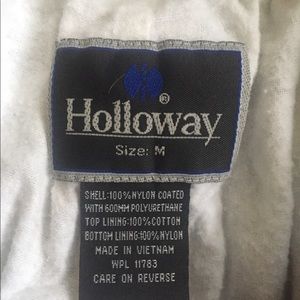 ®
Holloway
Size: M
SHELL:100%NYLON COATED
WITH 600MM POLYURETHANE
TOP LINING:100%COTTON
BOTTOM LINING:100%NYLON
MADE IN VIETNAM
WPL 11783
CARE ON REVERSE